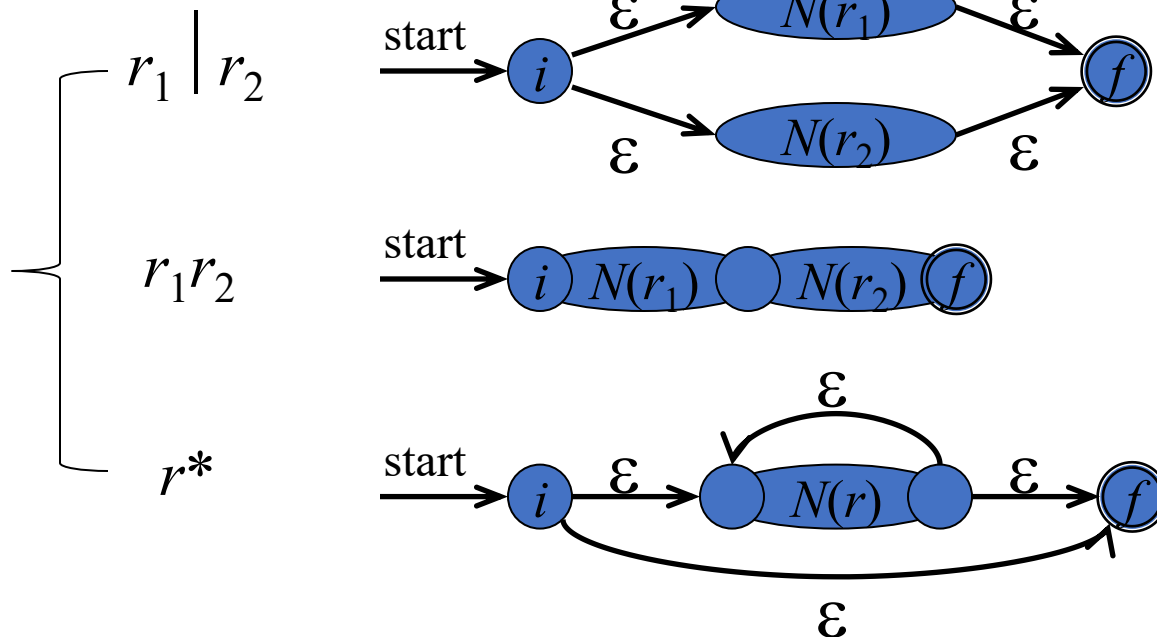 ε N(r₁) ε
start
r₁ | r₂ i f
ε N(r₂) ε
start
r₁r₂ i N(r₁) N(r₂) f
ε
start ε ε
r* i N(r) f
ε